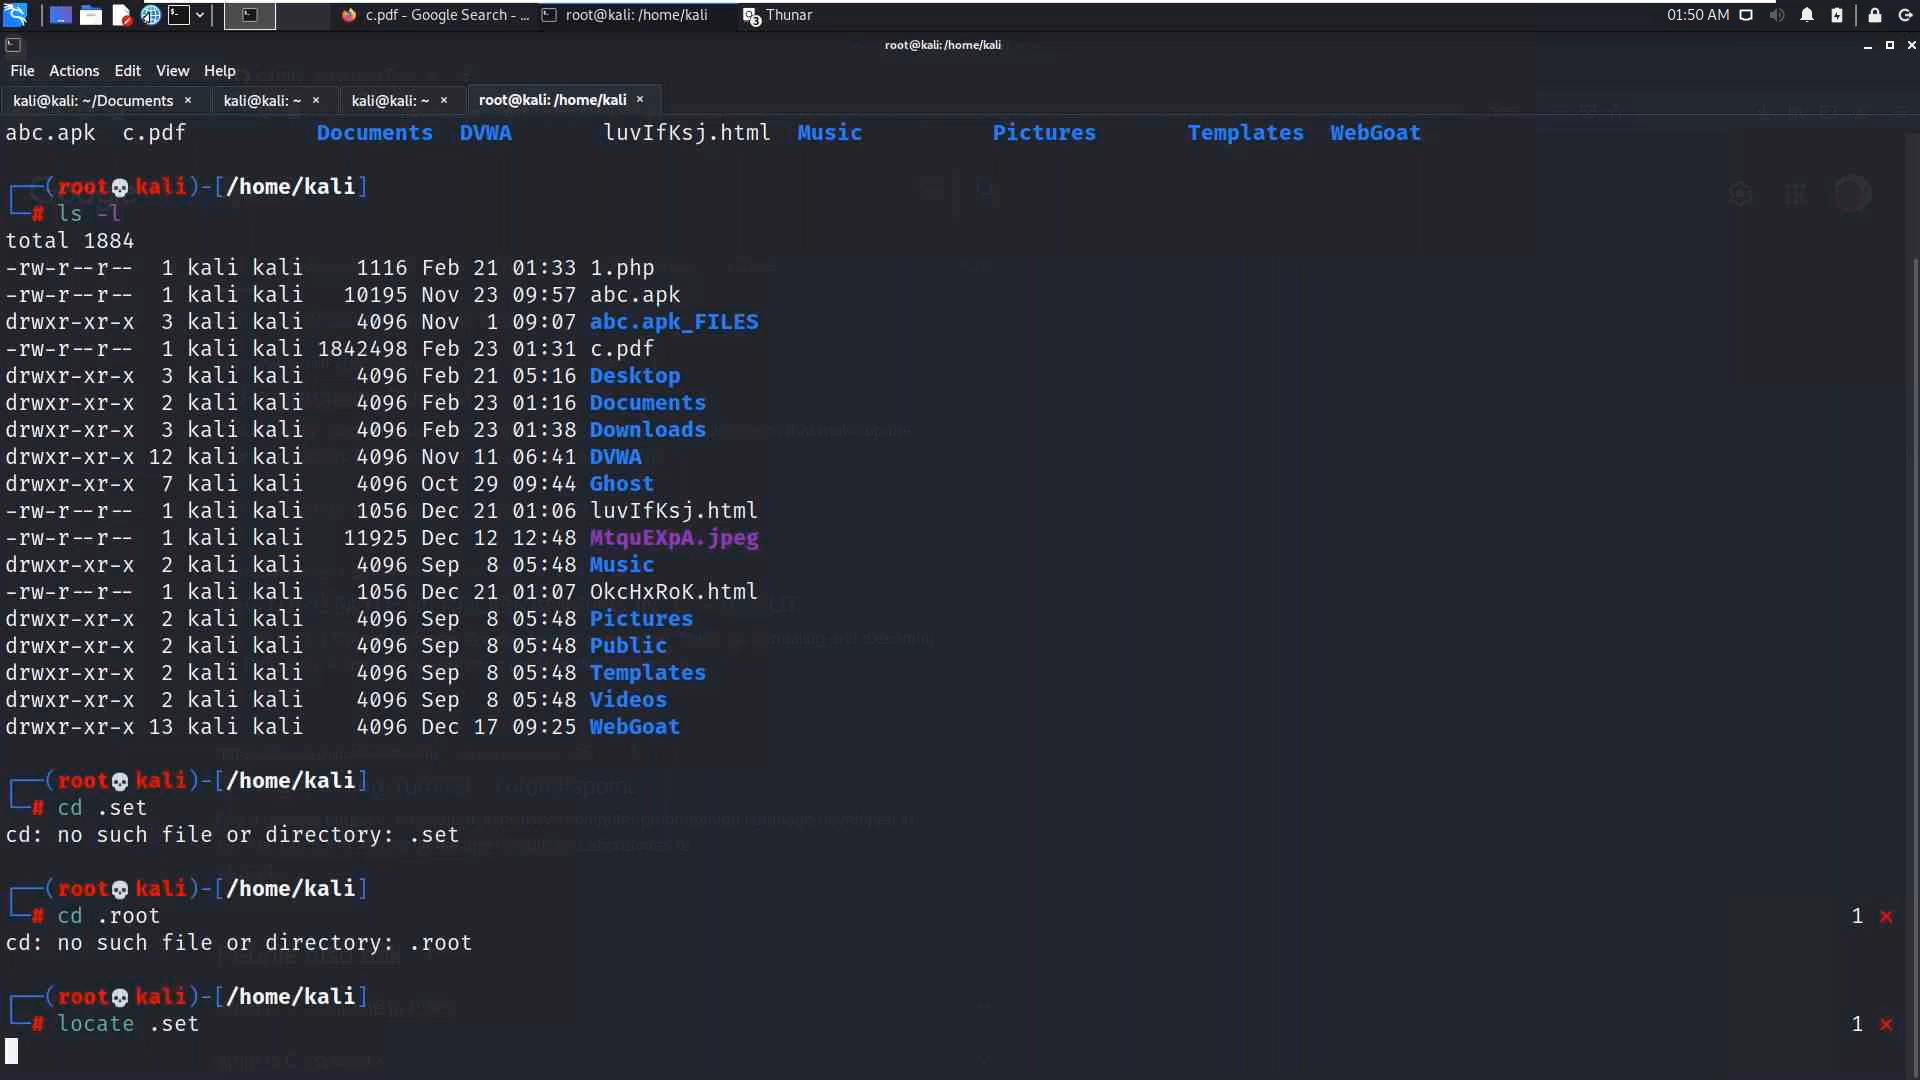 c.pdf - Google Search - ... root@kali: /home/kali 3 Thunar 01:50 AM
root@kali: /home/kali
File Actions Edit View Help
kali@kali: ~/Documents × kali@kali: ~ × kali@kali: ~ × root@kali: /home/kali ×
abc.apk c.pdf Documents DVWA luvIfKsj.html Music Pictures Templates WebGoat
┌──(root💀kali)-[/home/kali]
└─# ls -l
total 1884
-rw-r--r-- 1 kali kali 1116 Feb 21 01:33 1.php
-rw-r--r-- 1 kali kali 10195 Nov 23 09:57 abc.apk
drwxr-xr-x 3 kali kali 4096 Nov 1 09:07 abc.apk_FILES
-rw-r--r-- 1 kali kali 1842498 Feb 23 01:31 c.pdf
drwxr-xr-x 3 kali kali 4096 Feb 21 05:16 Desktop
drwxr-xr-x 2 kali kali 4096 Feb 23 01:16 Documents
drwxr-xr-x 3 kali kali 4096 Feb 23 01:38 Downloads
drwxr-xr-x 12 kali kali 4096 Nov 11 06:41 DVWA
drwxr-xr-x 7 kali kali 4096 Oct 29 09:44 Ghost
-rw-r--r-- 1 kali kali 1056 Dec 21 01:06 luvIfKsj.html
-rw-r--r-- 1 kali kali 11925 Dec 12 12:48 MtquEXpA.jpeg
drwxr-xr-x 2 kali kali 4096 Sep 8 05:48 Music
-rw-r--r-- 1 kali kali 1056 Dec 21 01:07 OkcHxRoK.html
drwxr-xr-x 2 kali kali 4096 Sep 8 05:48 Pictures
drwxr-xr-x 2 kali kali 4096 Sep 8 05:48 Public
drwxr-xr-x 2 kali kali 4096 Sep 8 05:48 Templates
drwxr-xr-x 2 kali kali 4096 Sep 8 05:48 Videos
drwxr-xr-x 13 kali kali 4096 Dec 17 09:25 WebGoat
┌──(root💀kali)-[/home/kali]
└─# cd .set
cd: no such file or directory: .set
┌──(root💀kali)-[/home/kali]
└─# cd .root 1 ×
cd: no such file or directory: .root
┌──(root💀kali)-[/home/kali]
└─# locate .set 1 ×